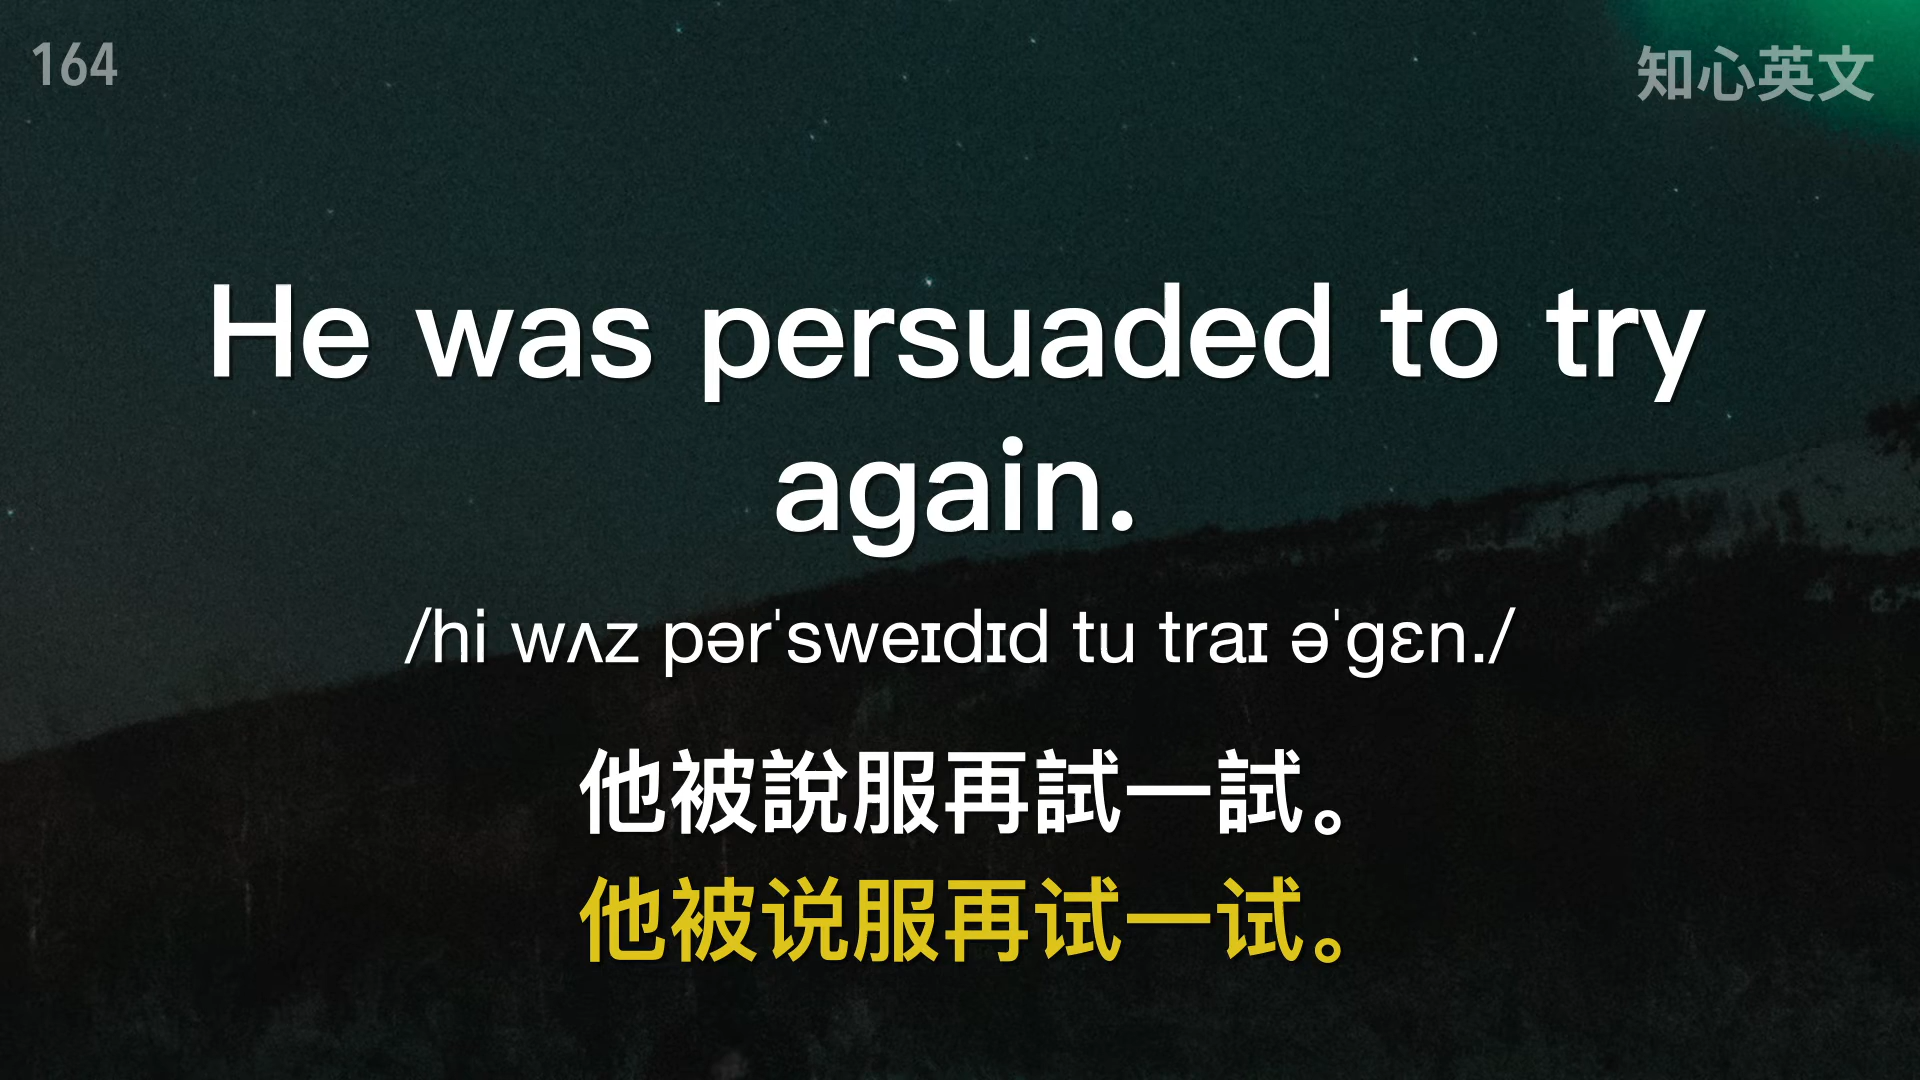 164
知心英文
He was persuaded to try
again.
/hi wʌz pərˈsweɪdɪd tu traɪ əˈɡɛn./
他被說服再試一試。
他被说服再试一试。